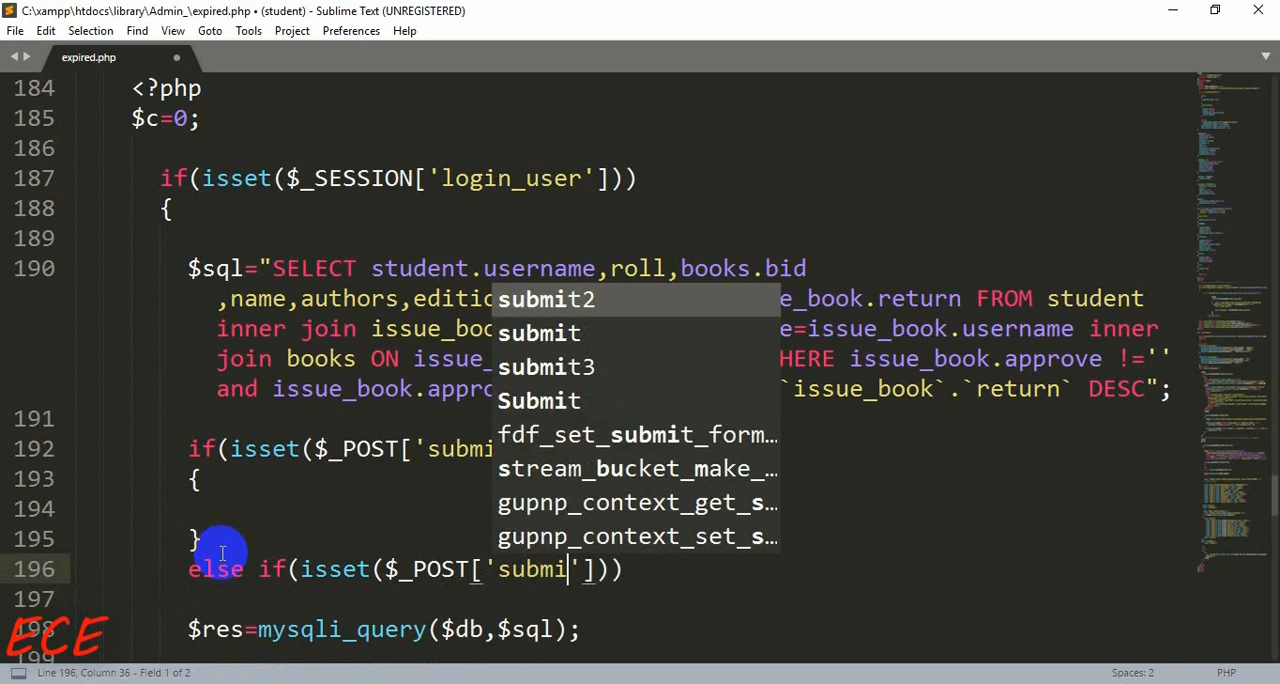 C:\xampp\htdocs\library\Admin_\expired.php • (student) - Sublime Text (UNREGISTERED)
File Edit Selection Find View Goto Tools Project Preferences Help
expired.php
184 <?php
185 $c=0;
186
187 if(isset($_SESSION['login_user']))
188 {
189
190 $sql="SELECT student.username,roll,books.bid
,name,authors,editio e_book.return FROM student
inner join issue_boo e=issue_book.username inner
join books ON issue_ HERE issue_book.approve !=''
and issue_book.appro `issue_book`.`return` DESC";
191
192 if(isset($_POST['submi
193 {
194
195 }
196 else if(isset($_POST['submi']))
197
198 $res=mysqli_query($db,$sql);
199
submit2
submit
submit3
Submit
fdf_set_submit_form…
stream_bucket_make_…
gupnp_context_get_s…
gupnp_context_set_s…
ECE
Line 196, Column 36 - Field 1 of 2 Spaces: 2 PHP